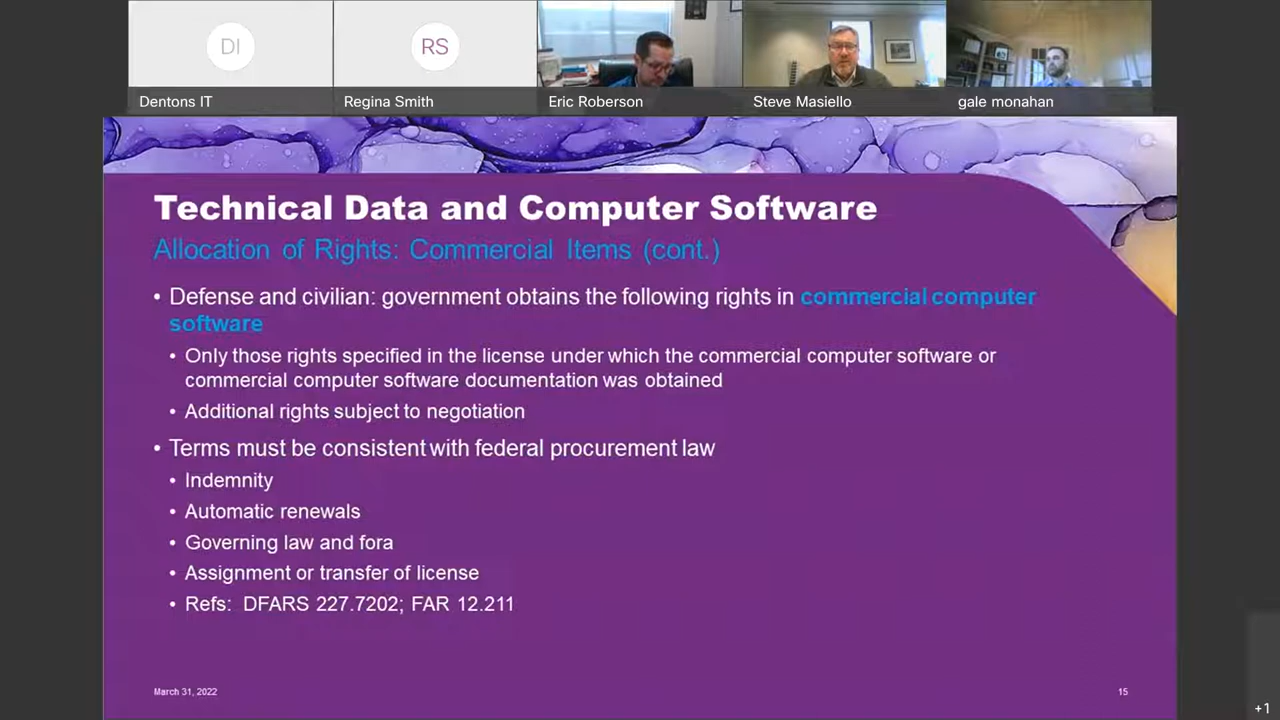 DI
RS
Dentons IT
Regina Smith
Eric Roberson
Steve Masiello
gale monahan
Technical Data and Computer Software
Allocation of Rights: Commercial Items (cont.)
• Defense and civilian: government obtains the following rights in commercial computer
software
• Only those rights specified in the license under which the commercial computer software or
commercial computer software documentation was obtained
• Additional rights subject to negotiation
• Terms must be consistent with federal procurement law
• Indemnity
• Automatic renewals
• Governing law and fora
• Assignment or transfer of license
• Refs: DFARS 227.7202; FAR 12.211
March 31, 2022
15
+1